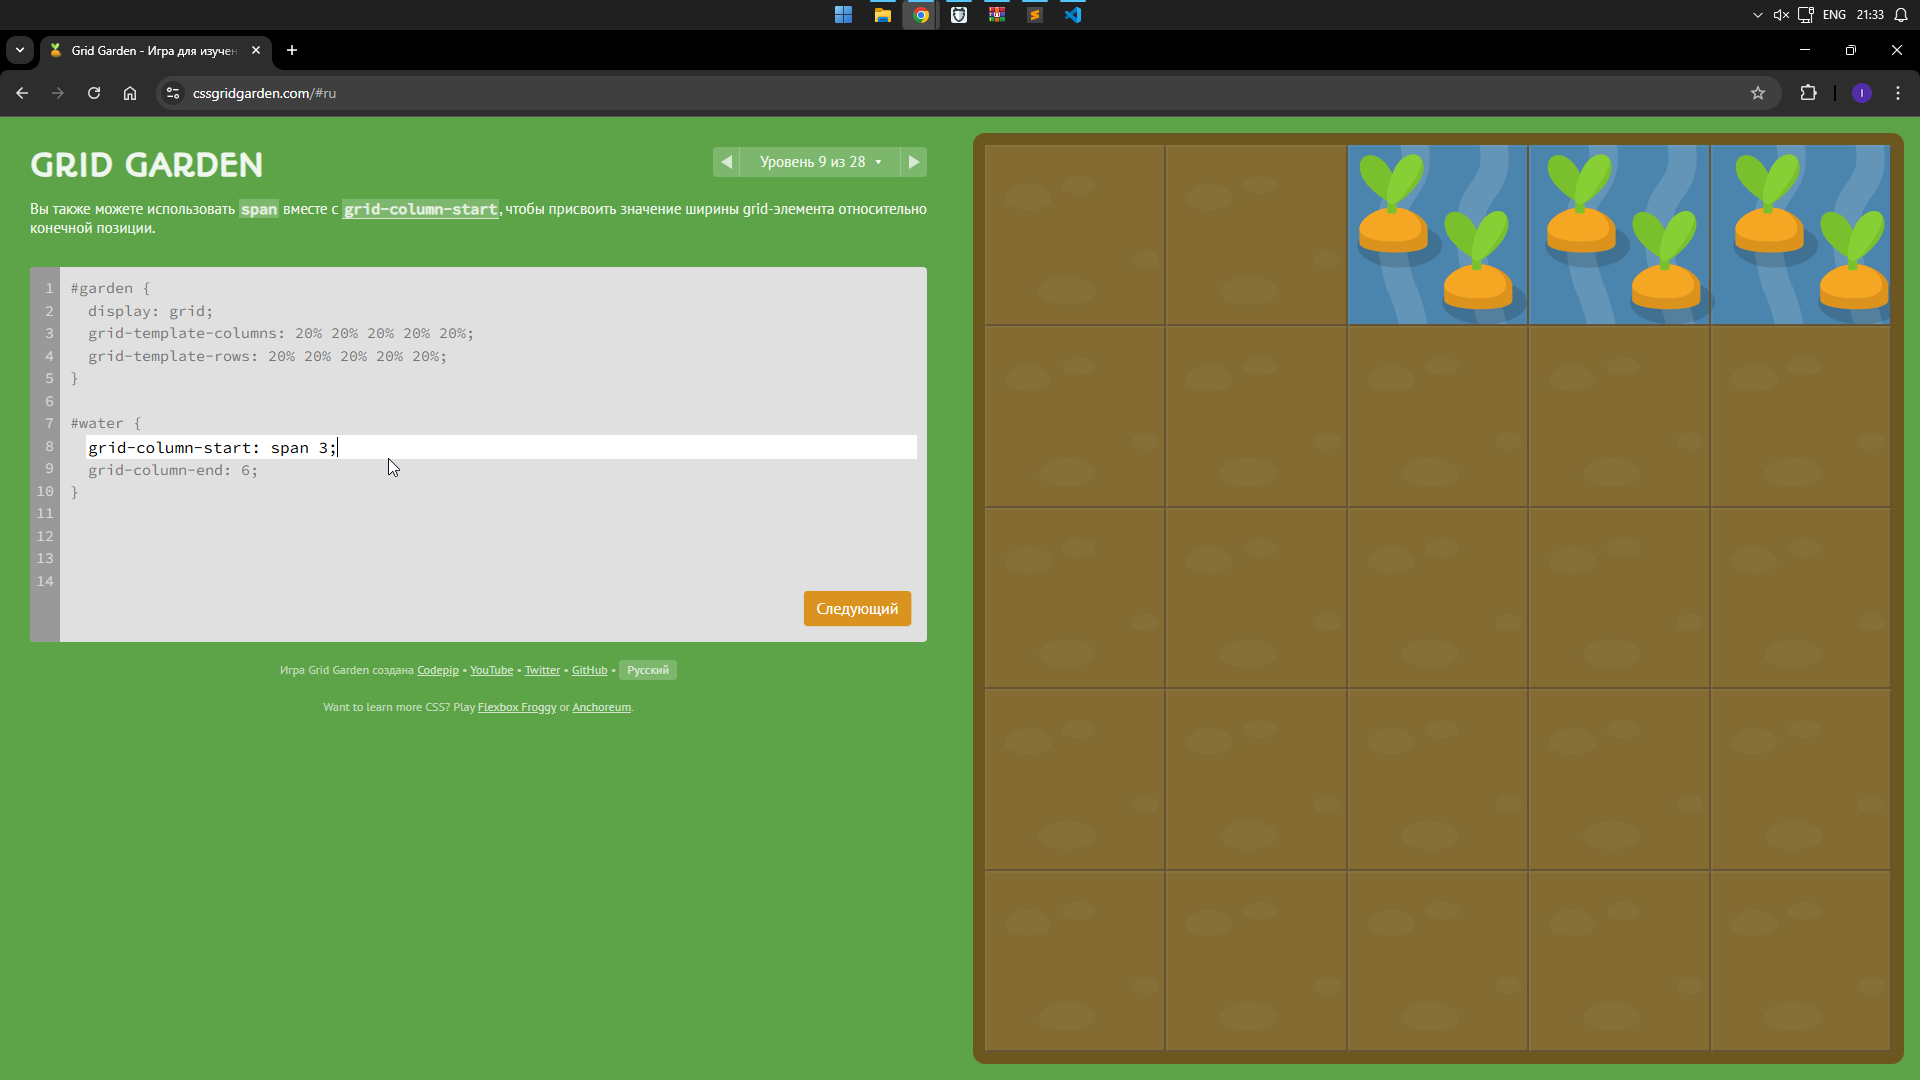 ENG 21:33
Grid Garden - Игра для изучен
cssgridgarden.com/#ru
I
GRID GARDEN
Уровень 9 из 28
Вы также можете использовать span вместе с grid-column-start, чтобы присвоить значение ширины grid-элемента относительно
конечной позиции.
1 #garden {
2 display: grid;
3 grid-template-columns: 20% 20% 20% 20% 20%;
4 grid-template-rows: 20% 20% 20% 20% 20%;
5 }
6
7 #water {
8 grid-column-start: span 3;
9 grid-column-end: 6;
10 }
11
12
13
14
Следующий
Игра Grid Garden создана Codepip • YouTube • Twitter • GitHub • Русский
Want to learn more CSS? Play Flexbox Froggy or Anchoreum.